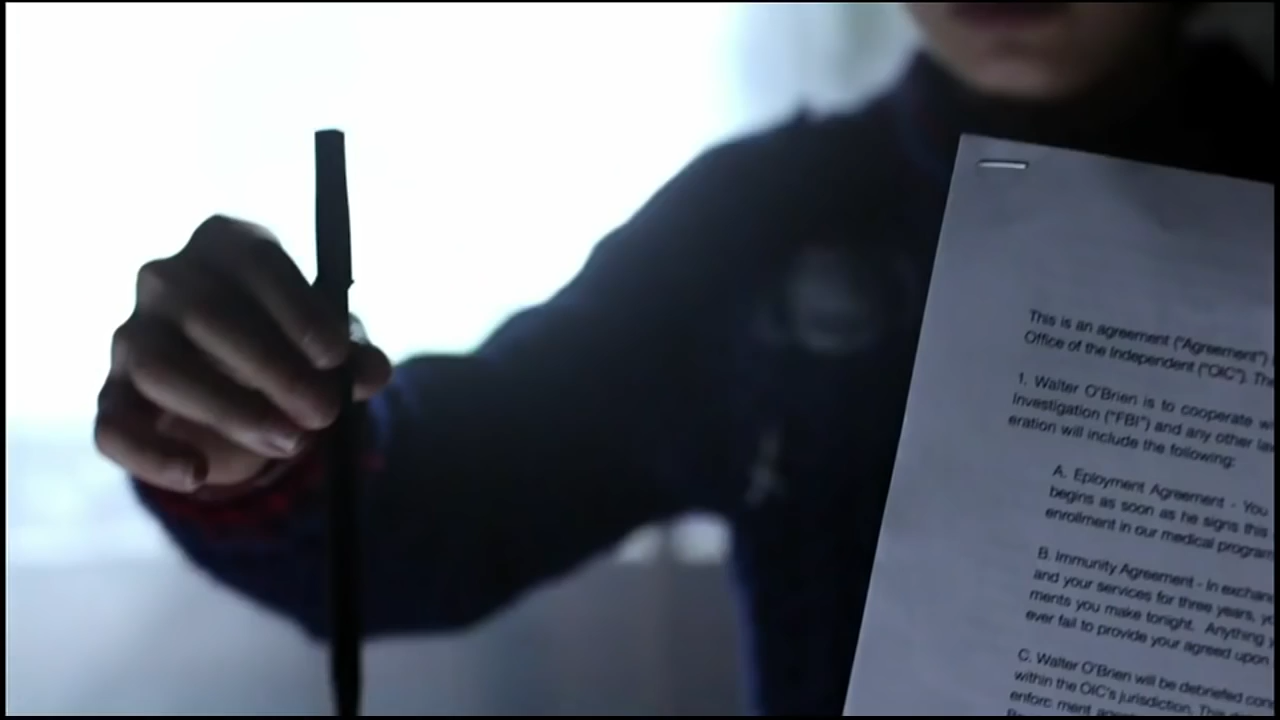 This is an agreement ("Agreement")
Office of the Independent ("OIC"). The
1. Walter O'Brien is to cooperate
Investigation ("FBI") and any other
eration will include the following:
A. Eployment Agreement - You
begins as soon as he signs this
enrollment in our medical program
B. Immunity Agreement - In
and your services for three years,
ments you make tonight. Anything
ever fail to provide your agreed upon
C. Walter O'Brien will be debriefed
within the OIC's jurisdiction. This
enforc ment